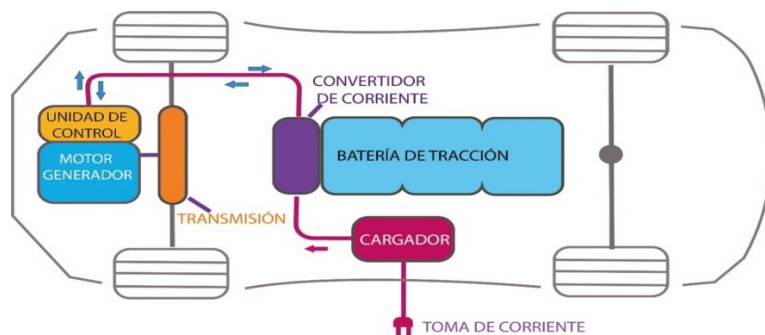 CONVERTIDOR
DE CORRIENTE
UNIDAD DE
CONTROL
MOTOR
GENERADOR
BATERÍA DE TRACCIÓN
TRANSMISIÓN
CARGADOR
TOMA DE CORRIENTE